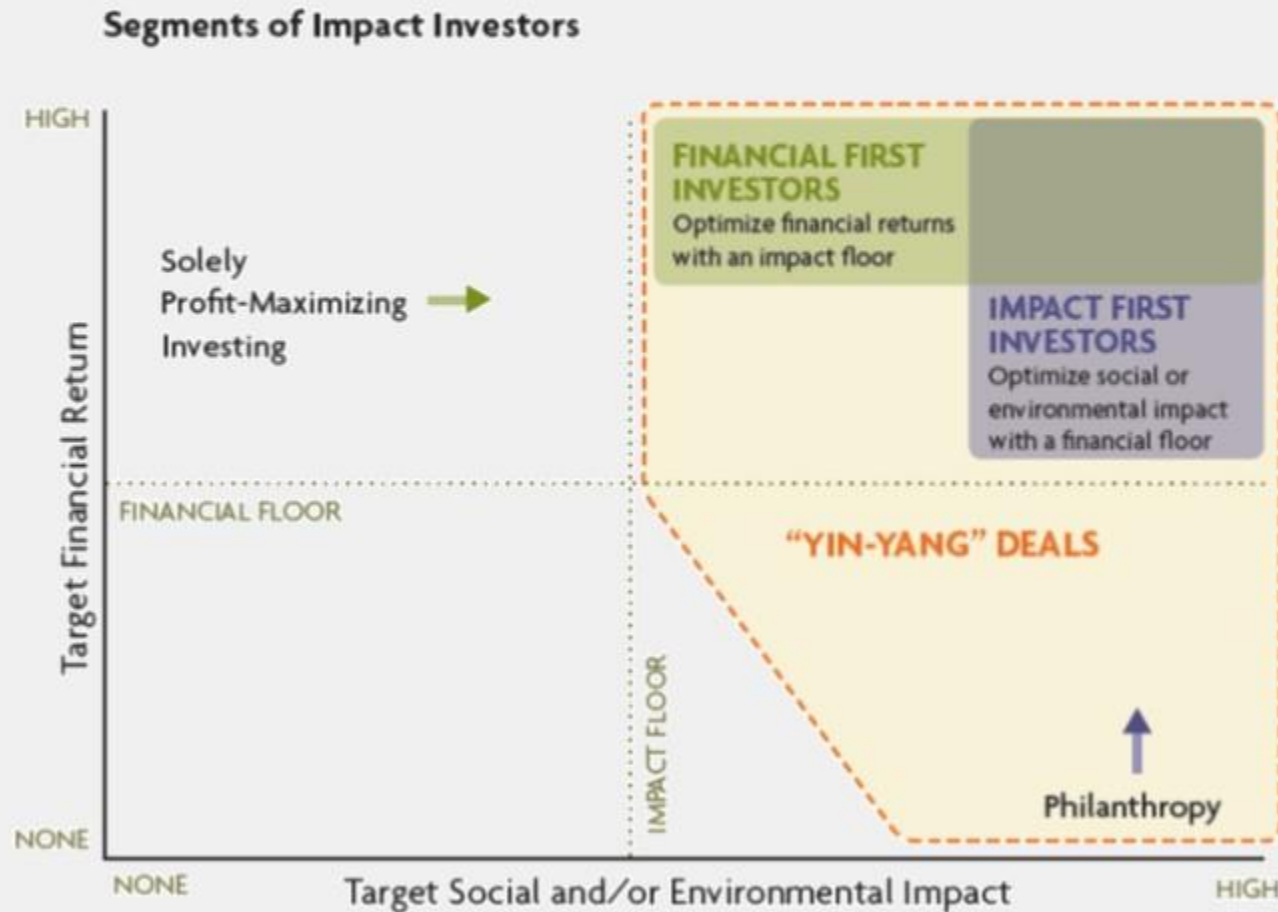 Segments of Impact Investors
HIGH
FINANCIAL FIRST
INVESTORS
Optimize financial returns
with an impact floor
Solely
Profit-Maximizing
Investing
IMPACT FIRST
INVESTORS
Optimize social or
environmental impact
with a financial floor
Target Financial Return
FINANCIAL FLOOR
“YIN-YANG” DEALS
IMPACT FLOOR
Philanthropy
NONE
NONE
Target Social and/or Environmental Impact
HIGH